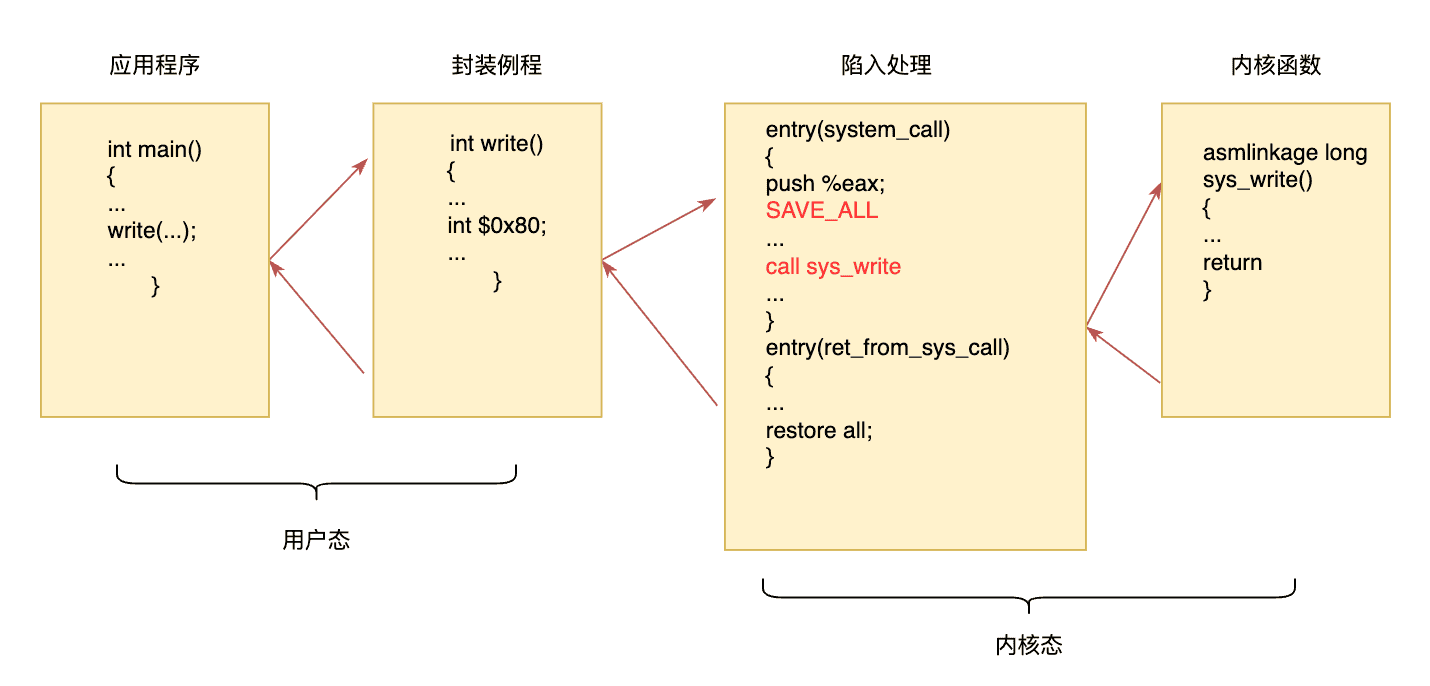 应用程序
int main()
{
...
write(...);
...
}
封装例程
int write()
{
...
int $0x80;
...
}
陷入处理
entry(system_call)
{
push %eax;
SAVE_ALL
...
call sys_write
...
}
entry(ret_from_sys_call)
{
...
restore all;
}
内核函数
asmlinkage long
sys_write()
{
...
return
}
用户态
内核态